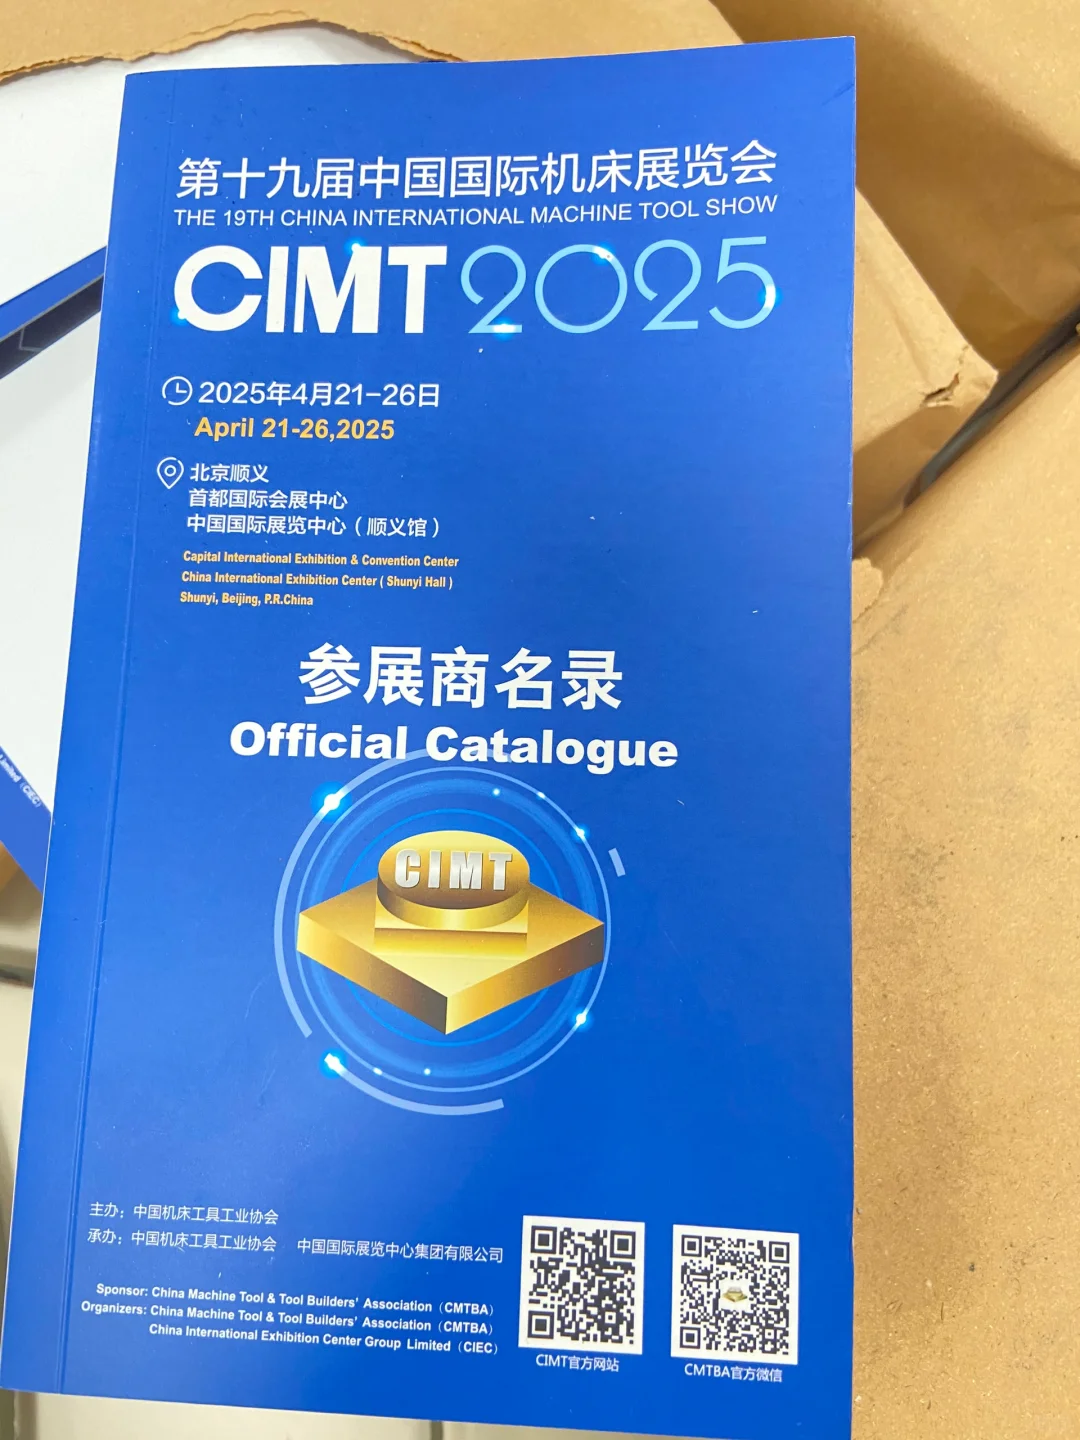 第十九届中国国际机床展览会
THE 19TH CHINA INTERNATIONAL MACHINE TOOL SHOW
CIMT 2025
2025年4月21-26日
April 21-26,2025
北京顺义
首都国际会展中心
中国国际展览中心(顺义馆)
Capital International Exhibition & Convention Center
China International Exhibition Center ( Shunyi Hall )
Shunyi, Beijing, P.R.China
参展商名录
Official Catalogue
CIMT
主办：中国机床工具工业协会
承办：中国机床工具工业协会 中国国际展览中心集团有限公司
Sponsor: China Machine Tool & Tool Builders' Association (CMTBA)
Organizers: China Machine Tool & Tool Builders' Association (CMTBA)
China International Exhibition Center Group Limited (CIEC)
CIMT官方网站
CMTBA官方微信
Limited (CIEC)